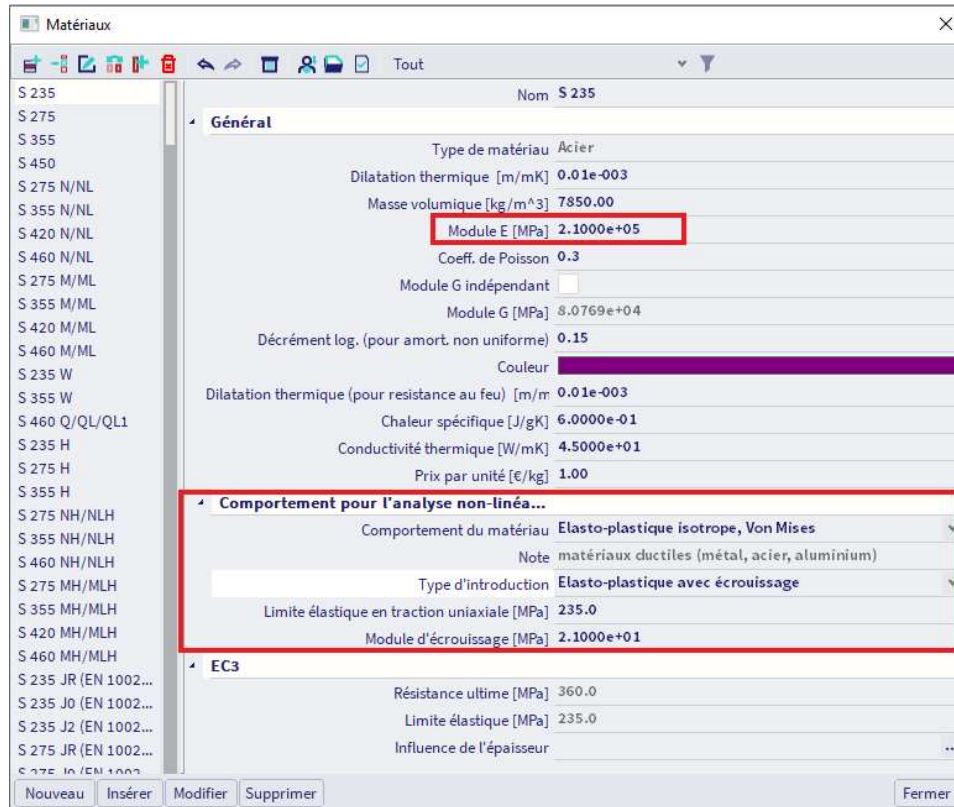 Matériaux
Tout
S 235
S 275
S 355
S 450
S 275 N/NL
S 355 N/NL
S 420 N/NL
S 460 N/NL
S 275 M/ML
S 355 M/ML
S 420 M/ML
S 460 M/ML
S 235 W
S 355 W
S 460 Q/QL/QL1
S 235 H
S 275 H
S 355 H
S 275 NH/NLH
S 355 NH/NLH
S 460 NH/NLH
S 275 MH/MLH
S 355 MH/MLH
S 420 MH/MLH
S 460 MH/MLH
S 235 JR (EN 1002...
S 235 J0 (EN 1002...
S 235 J2 (EN 1002...
S 275 JR (EN 1002...
S 275 J0 (EN 1002
Nom S 235
Général
Type de matériau Acier
Dilatation thermique [m/mK] 0.01e-003
Masse volumique [kg/m^3] 7850.00
Module E [MPa] 2.1000e+05
Coeff. de Poisson 0.3
Module G indépendant
Module G [MPa] 8.0769e+04
Décrément log. (pour amort. non uniforme) 0.15
Couleur
Dilatation thermique (pour resistance au feu) [m/m 0.01e-003
Chaleur spécifique [J/gK] 6.0000e-01
Conductivité thermique [W/mK] 4.5000e+01
Prix par unité [€/kg] 1.00
Comportement pour l'analyse non-linéa...
Comportement du matériau Elasto-plastique isotrope, Von Mises
Note matériaux ductiles (métal, acier, aluminium)
Type d'introduction Elasto-plastique avec écrouissage
Limite élastique en traction uniaxiale [MPa] 235.0
Module d'écrouissage [MPa] 2.1000e+01
EC3
Résistance ultime [MPa] 360.0
Limite élastique [MPa] 235.0
Influence de l'épaisseur ...
Nouveau Insérer Modifier Supprimer Fermer